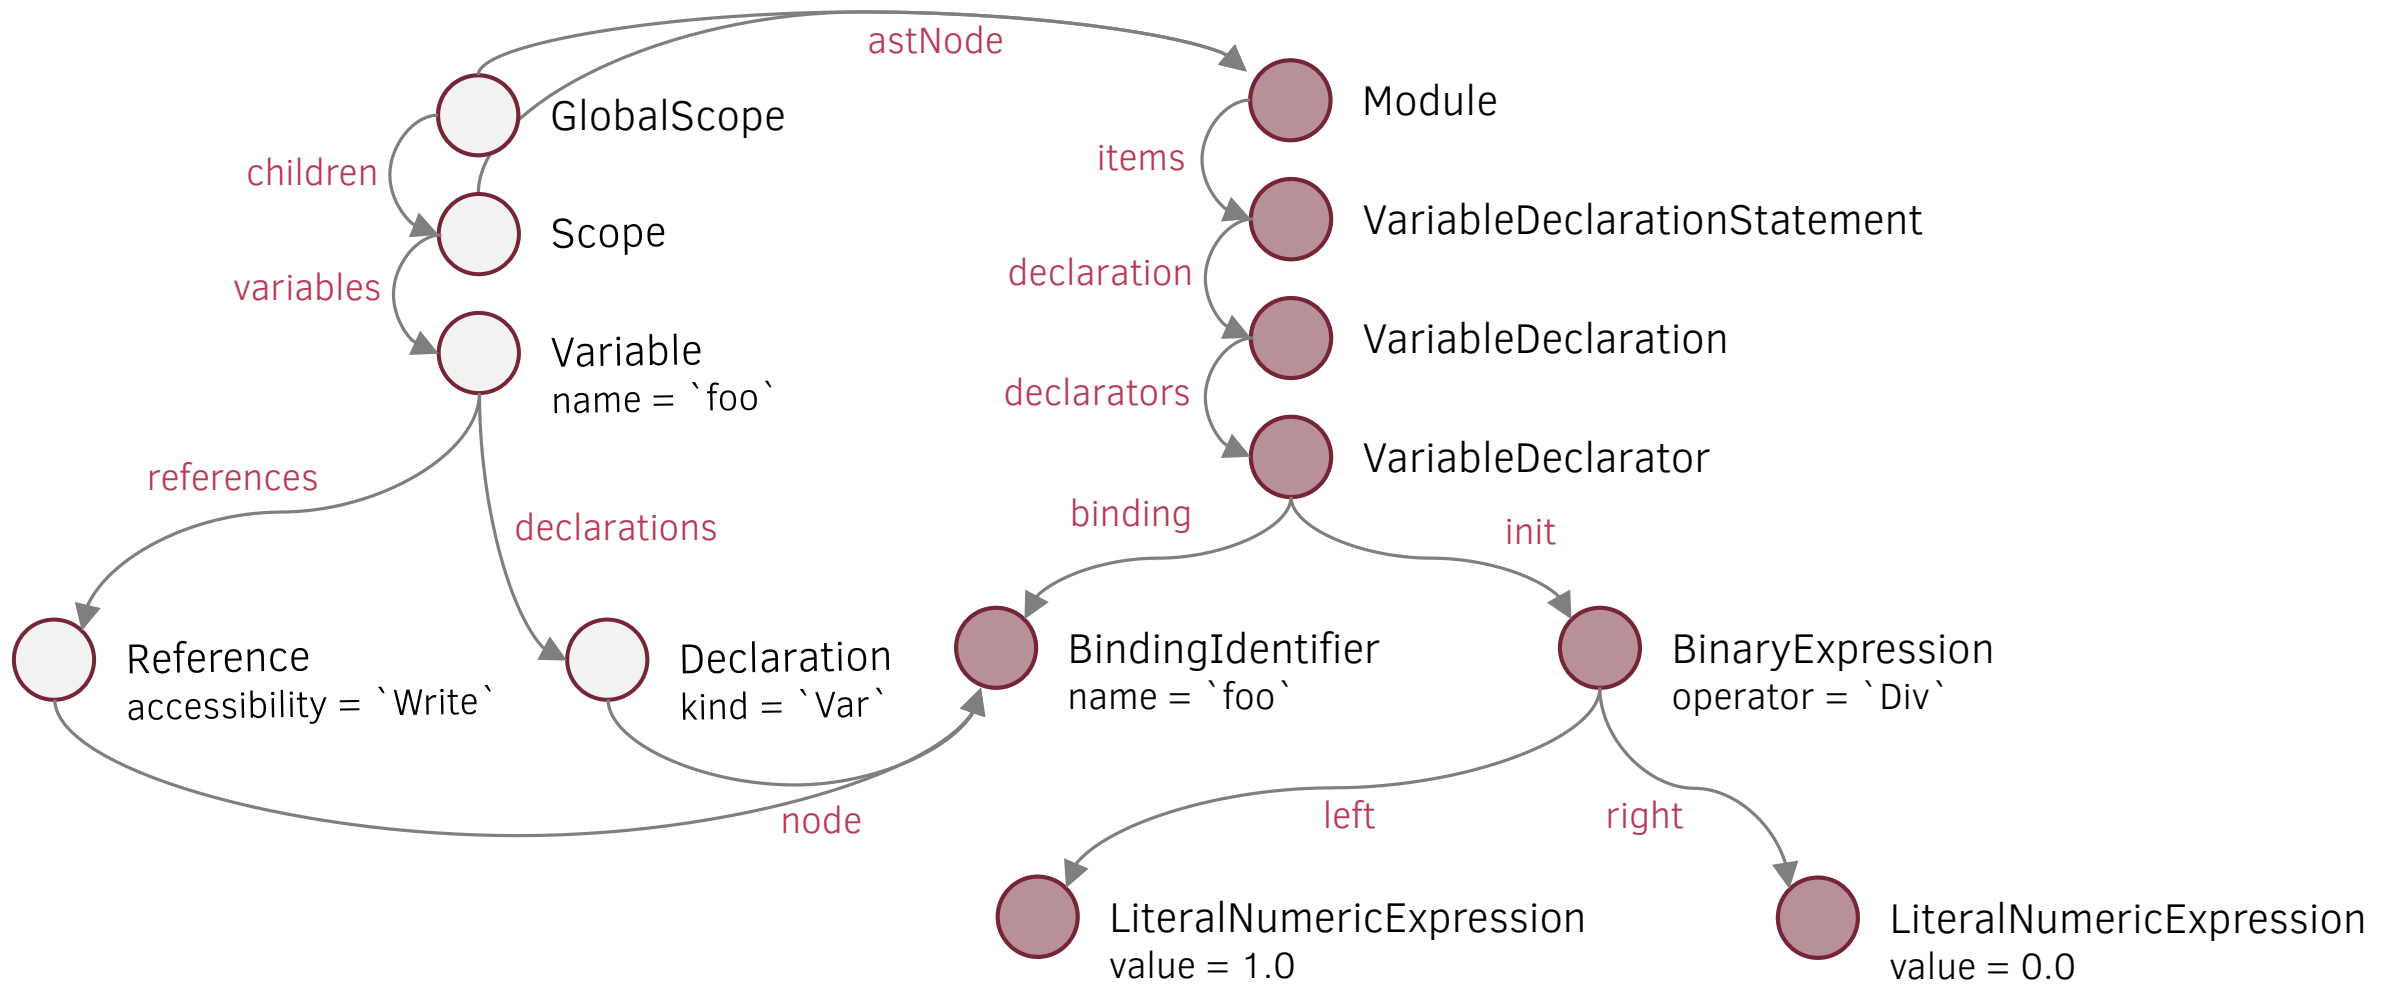 astNode
GlobalScope
Module
children
items
Scope
VariableDeclarationStatement
variables
declaration
Variable
name = `foo`
VariableDeclaration
declarators
VariableDeclarator
references
declarations
binding
init
Reference
accessibility = `Write`
Declaration
kind = `Var`
BindingIdentifier
name = `foo`
BinaryExpression
operator = `Div`
node
left
right
LiteralNumericExpression
value = 1.0
LiteralNumericExpression
value = 0.0